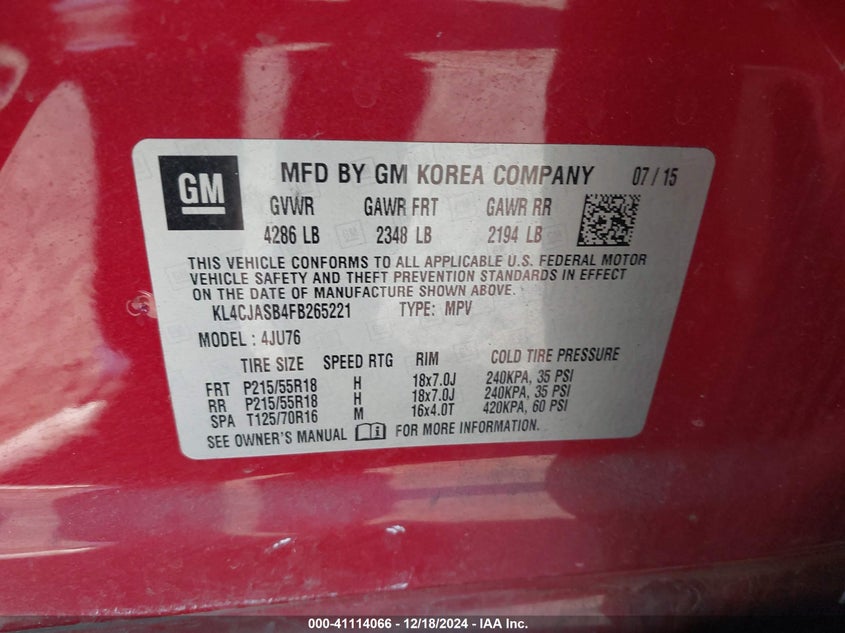 GM MFD BY GM KOREA COMPANY 07 / 15
GVWR GAWR FRT GAWR RR
4286 LB 2348 LB 2194 LB
THIS VEHICLE CONFORMS TO ALL APPLICABLE U.S. FEDERAL MOTOR
VEHICLE SAFETY AND THEFT PREVENTION STANDARDS IN EFFECT
ON THE DATE OF MANUFACTURE SHOWN ABOVE.
KL4CJASB4FB265221 TYPE: MPV
MODEL : 4JU76
TIRE SIZE SPEED RTG RIM COLD TIRE PRESSURE
FRT P215/55R18 H 18x7.0J 240KPA, 35 PSI
RR P215/55R18 H 18x7.0J 240KPA, 35 PSI
SPA T125/70R16 M 16x4.0T 420KPA, 60 PSI
SEE OWNER'S MANUAL FOR MORE INFORMATION.
000-41114066 - 12/18/2024 - IAA Inc.